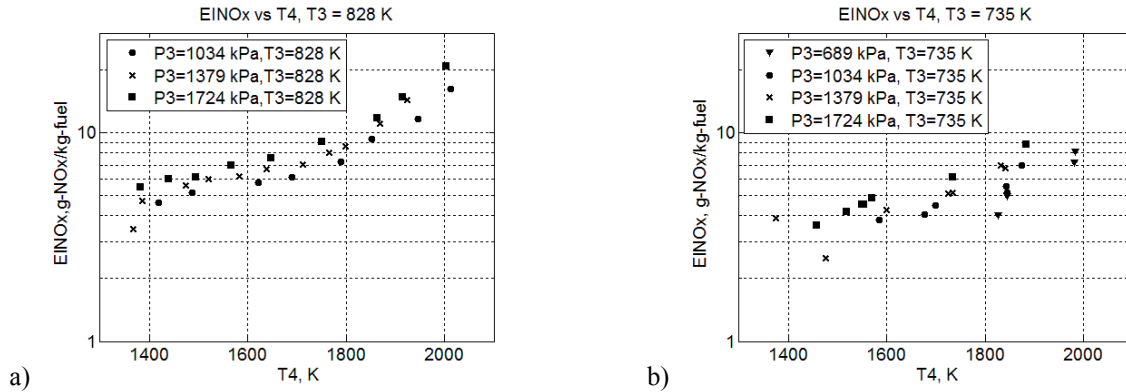 EINOx vs T4, T3 = 828 K
P3=1034 kPa,T3=828 K
P3=1379 kPa,T3=828 K
P3=1724 kPa,T3=828 K
EINOx,g-NOx/kg-fuel
10
1
1400 1600 1800 2000
T4, K
a)
EINOx vs T4, T3 = 735 K
P3=689 kPa, T3=735 K
P3=1034 kPa, T3=735 K
P3=1379 kPa, T3=735 K
P3=1724 kPa, T3=735 K
EINOx, g-NOx/kg-fuel
10
1
1400 1600 1800 2000
T4, K
b)